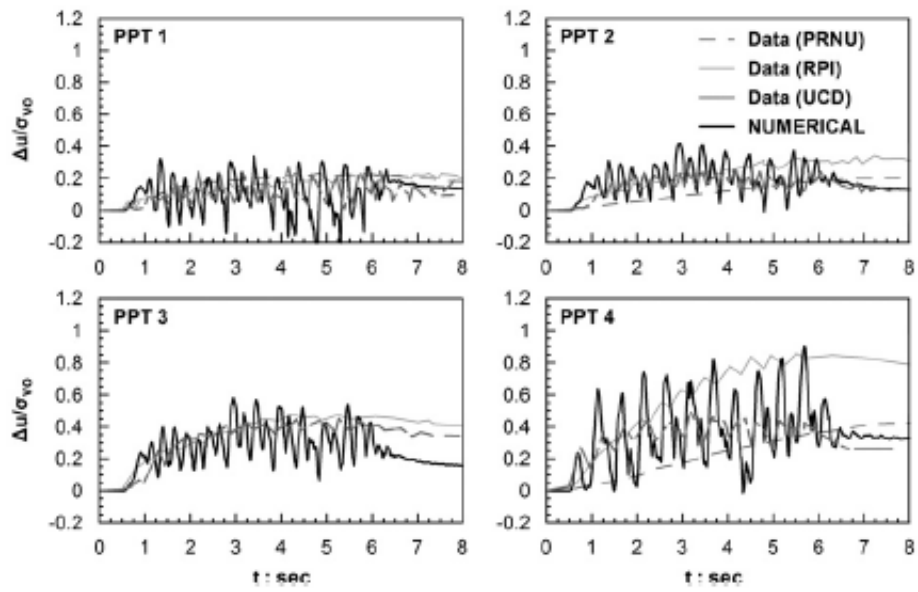 1.2
1
0.8
0.6
0.4
0.2
0
-0.2
Δu/σvo
PPT 1
0 1 2 3 4 5 6 7 8
1.2
1
0.8
0.6
0.4
0.2
0
-0.2
PPT 2
Data (PRNU)
Data (RPI)
Data (UCD)
NUMERICAL
0 1 2 3 4 5 6 7 8
1.2
1
0.8
0.6
0.4
0.2
0
-0.2
Δu/σvo
PPT 3
0 1 2 3 4 5 6 7 8
t : sec
1.2
1
0.8
0.6
0.4
0.2
0
-0.2
PPT 4
0 1 2 3 4 5 6 7 8
t : sec